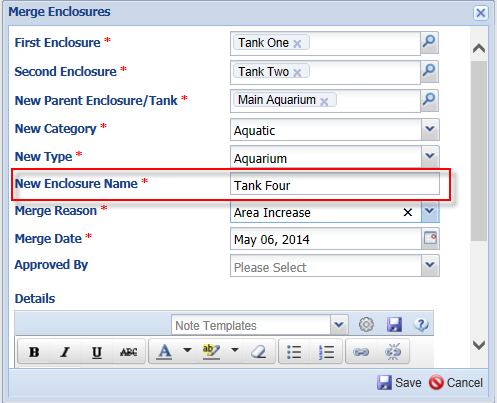 Merge Enclosures
First Enclosure * Tank One
Second Enclosure * Tank Two
New Parent Enclosure/Tank * Main Aquarium
New Category * Aquatic
New Type * Aquarium
New Enclosure Name * Tank Four
Merge Reason * Area Increase
Merge Date * May 06, 2014
Approved By Please Select
Details
Note Templates
B I U ABC A ab
Save Cancel